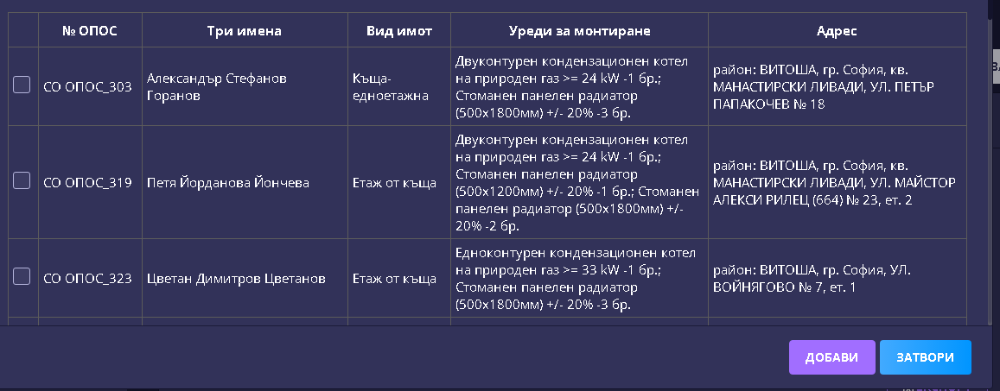 № ОПОС Три имена Вид имот Уреди за монтиране Адрес
СО ОПОС_303
Александър Стефанов
Горанов
Къща-
едноетажна
Двуконтурен кондензационен котел
на природен газ >= 24 kW -1 бр.;
Стоманен панелен радиатор
(500x1800мм) +/- 20% -3 бр.
район: ВИТОША, гр. София, кв.
МАНАСТИРСКИ ЛИВАДИ, УЛ. ПЕТЪР
ПАПАКОЧЕВ № 18
СО ОПОС_319
Петя Йорданова Йончева
Етаж от къща
Двуконтурен кондензационен котел
на природен газ >= 24 kW -1 бр.;
Стоманен панелен радиатор
(500x1200мм) +/- 20% -1 бр.; Стоманен
панелен радиатор (500x1800мм) +/-
20% -2 бр.
район: ВИТОША, гр. София, кв.
МАНАСТИРСКИ ЛИВАДИ, УЛ. МАЙСТОР
АЛЕКСИ РИЛЕЦ (664) № 23, ет. 2
СО ОПОС_323
Цветан Димитров Цветанов
Етаж от къща
Едноконтурен кондензационен котел
на природен газ >= 33 kW -1 бр.;
Стоманен панелен радиатор
(500x1800мм) +/- 20% -3 бр.
район: ВИТОША, гр. София, УЛ.
ВОЙНЯГОВО № 7, ет. 1
ДОБАВИ ЗАТВОРИ